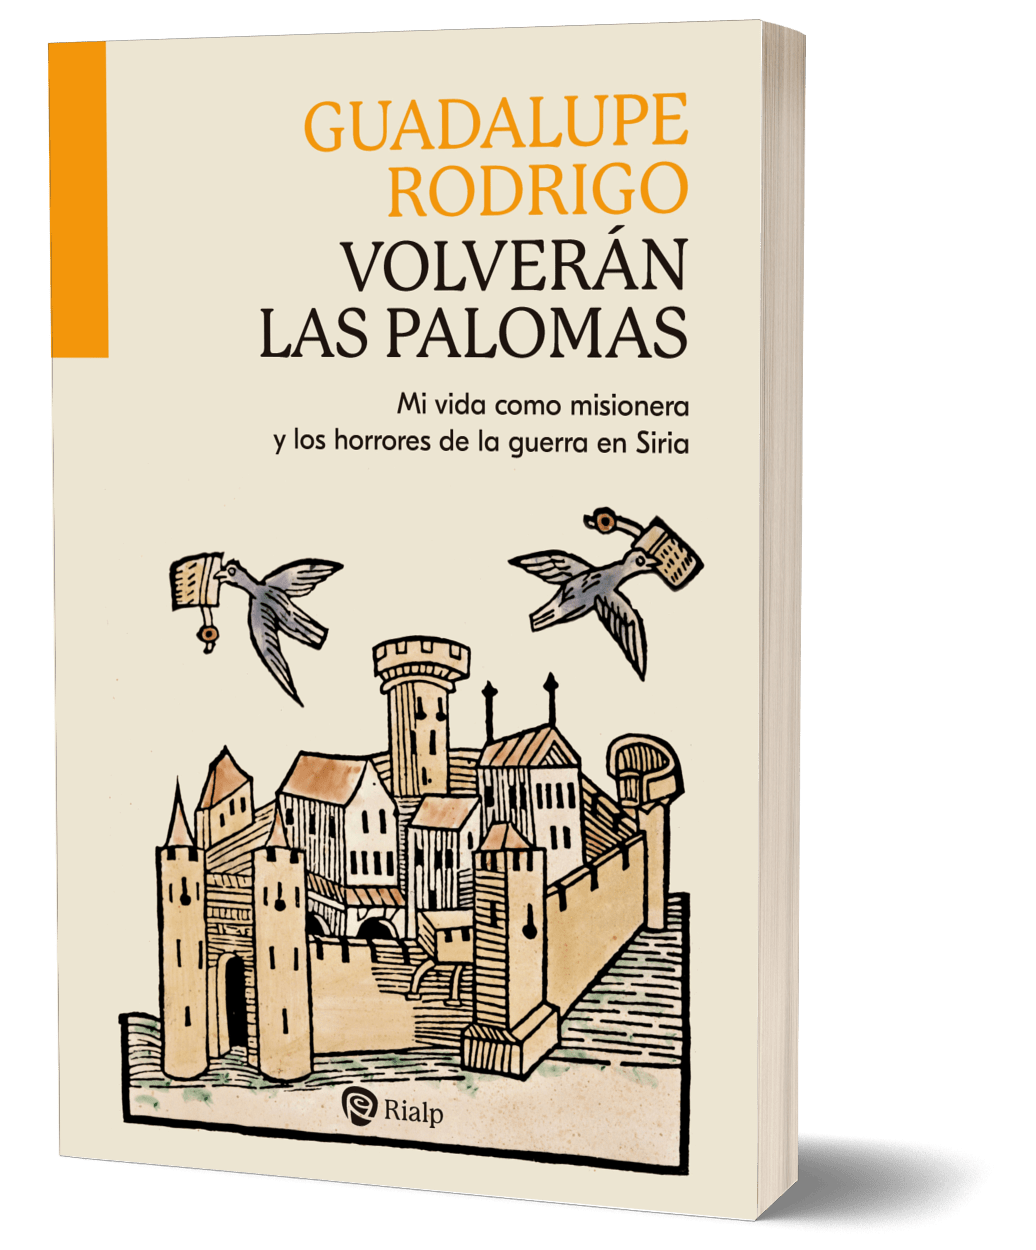 GUADALUPE
RODRIGO
VOLVERÁN
LAS PALOMAS
Mi vida como misionera
y los horrores de la guerra en Siria
Rialp